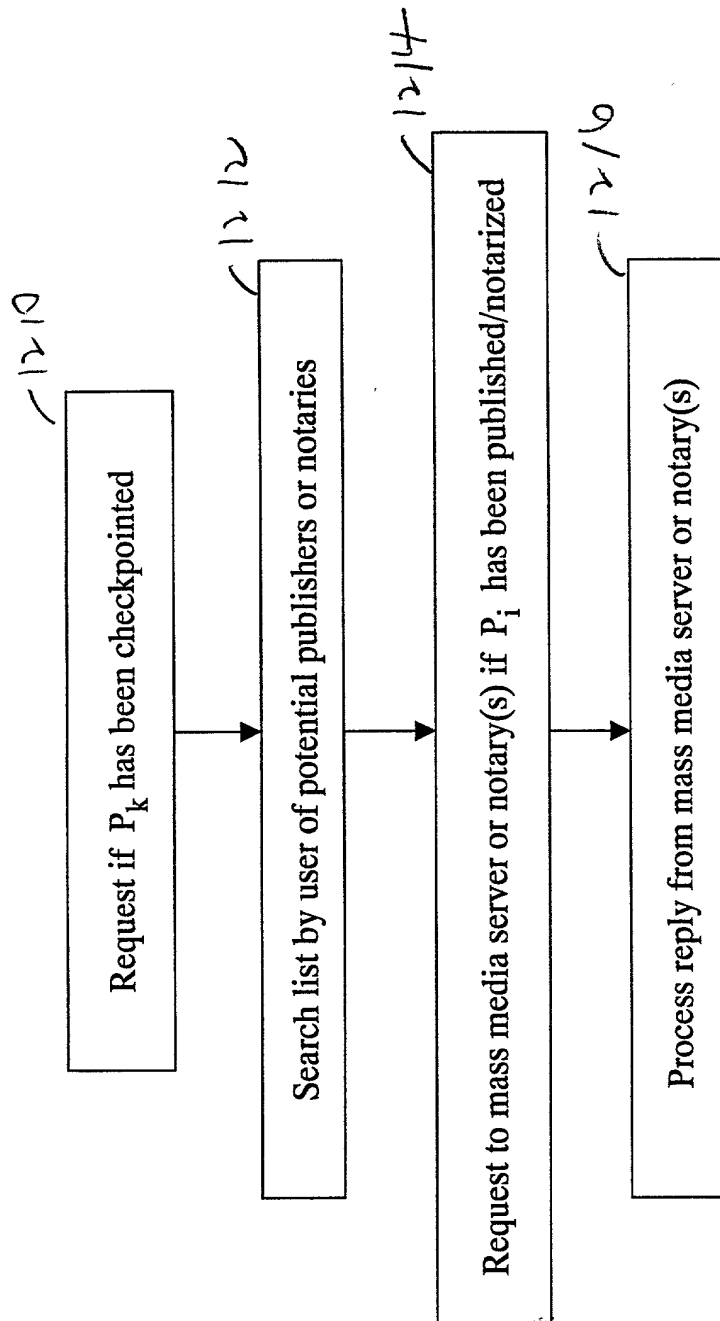 1210
Request if Pk has been checkpointed
1212
Search list by user of potential publishers or notaries
1214
Request to mass media server or notary(s) if Pi has been published/notarized
1216
Process reply from mass media server or notary(s)